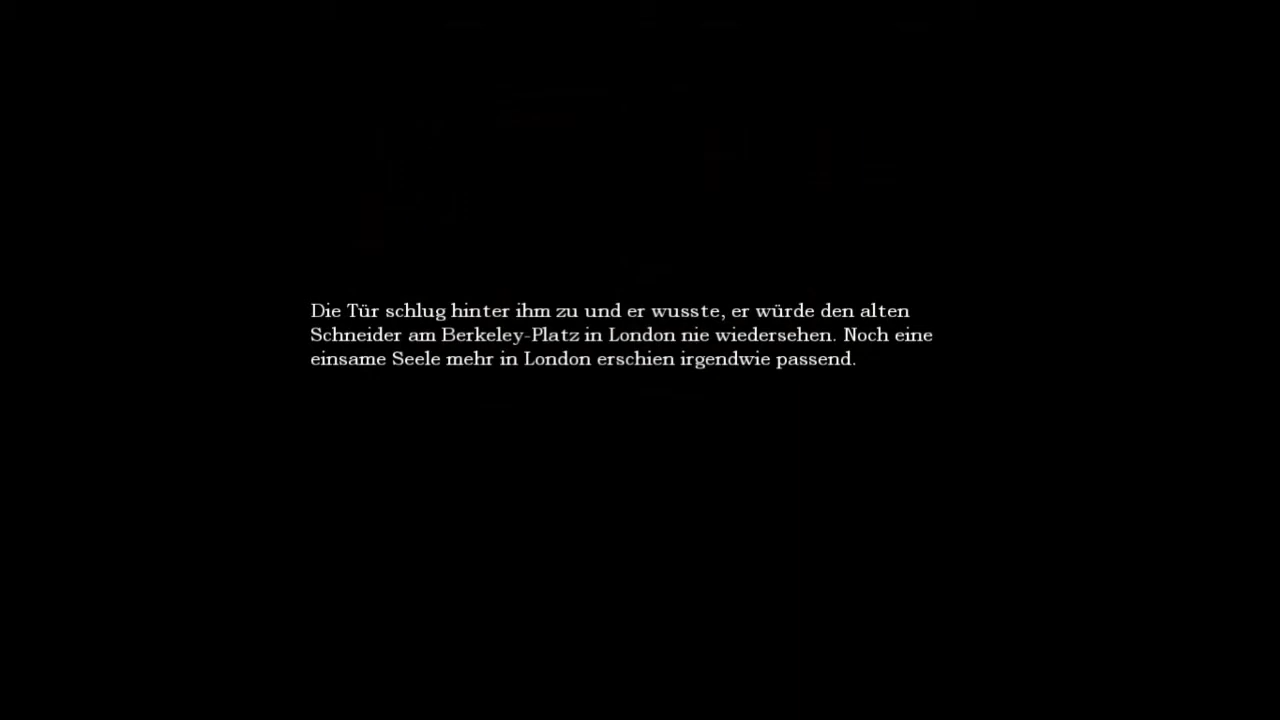 Die Tür schlug hinter ihm zu und er wusste, er würde den alten
Schneider am Berkeley-Platz in London nie wiedersehen. Noch eine
einsame Seele mehr in London erschien irgendwie passend.